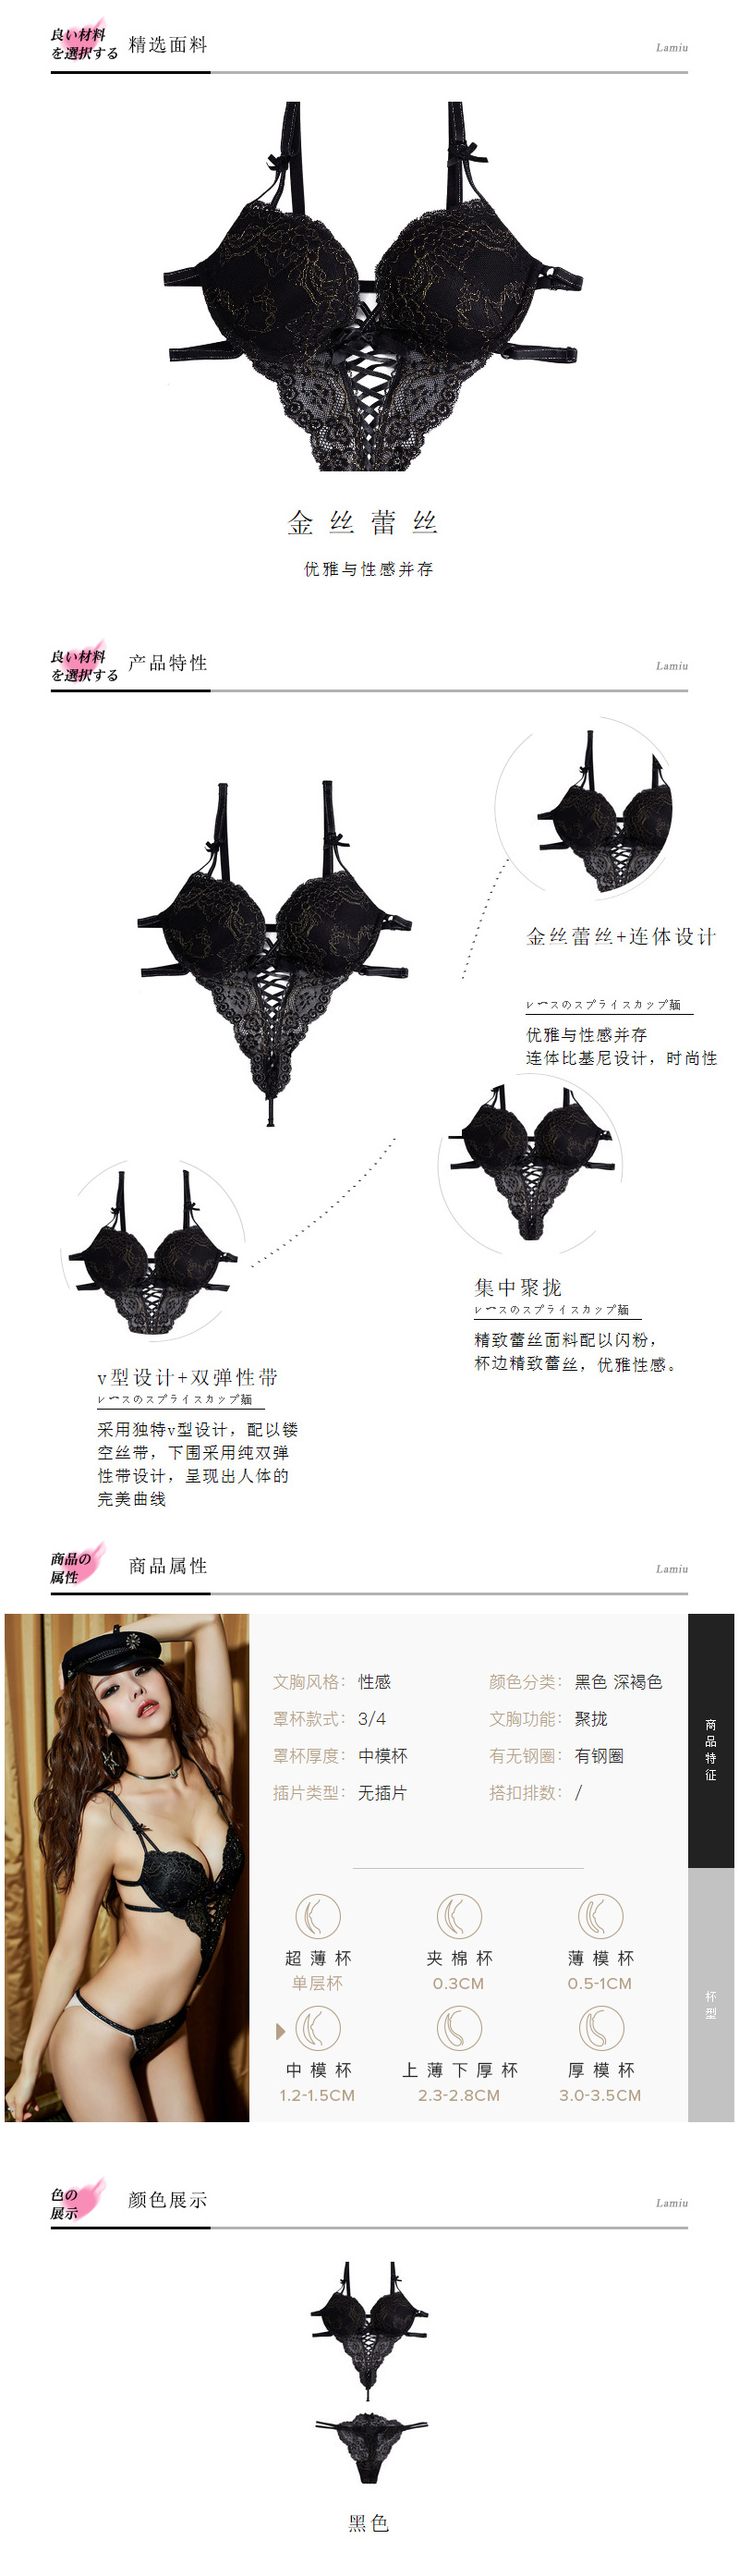 良い材料
を選択する
精选面料
Lamiu
金丝蕾丝
优雅与性感并存
良い材料
を選択する
产品特性
Lamiu
金丝蕾丝+连体设计
レースのスプライスカップ麺
优雅与性感并存
连体比基尼设计，时尚性
集中聚拢
レースのスプライスカップ麺
精致蕾丝面料配以闪粉，
杯边精致蕾丝，优雅性感。
v型设计+双弹性带
レースのスプライスカップ麺
采用独特v型设计，配以镂
空丝带，下围采用纯双弹
性带设计，呈现出人体的
完美曲线
商品の
属性
商品属性
Lamiu
文胸风格：性感
颜色分类：黑色 深褐色
罩杯款式：3/4
文胸功能：聚拢
罩杯厚度：中模杯
有无钢圈：有钢圈
插片类型：无插片
搭扣排数：/
商品特征
超薄杯
夹棉杯
薄模杯
单层杯
0.3CM
0.5-1CM
中模杯
上薄下厚杯
厚模杯
1.2-1.5CM
2.3-2.8CM
3.0-3.5CM
杯型
色の
展示
颜色展示
Lamiu
黑色